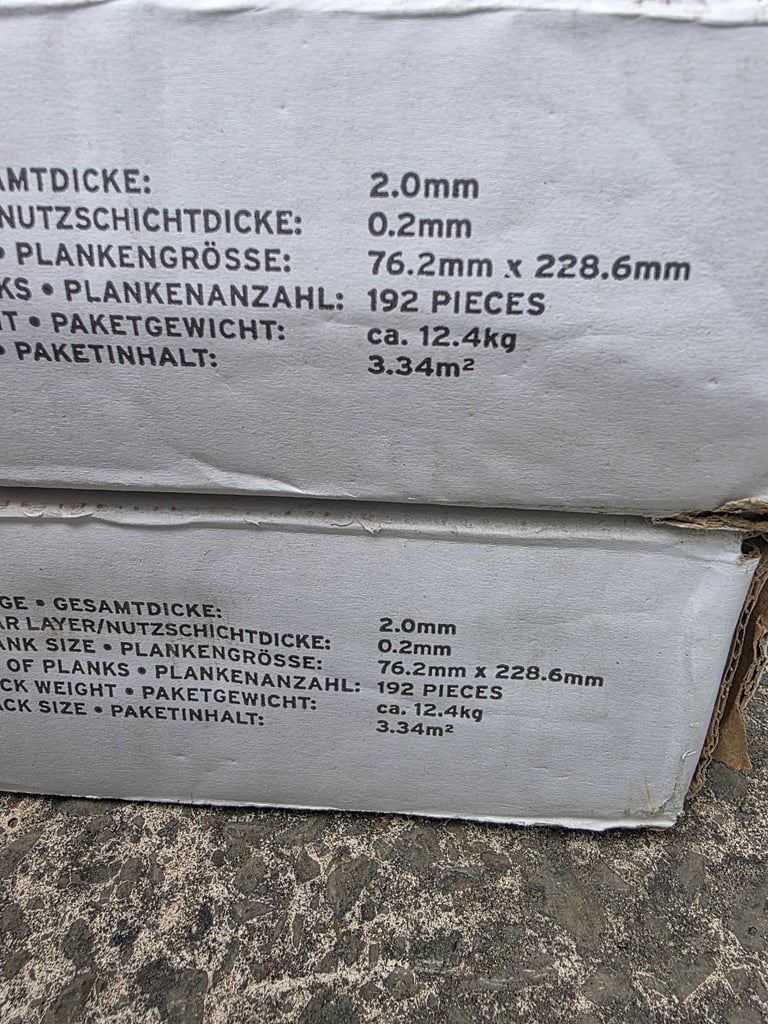 AMTDICKE: 2.0mm
NUTZSCHICHTDICKE: 0.2mm
• PLANKENGRÖSSE: 76.2mm x 228.6mm
KS • PLANKENANZAHL: 192 PIECES
HT • PAKETGEWICHT: ca. 12.4kg
• PAKETINHALT: 3.34m²
GE • GESAMTDICKE: 2.0mm
AR LAYER/NUTZSCHICHTDICKE: 0.2mm
ANK SIZE • PLANKENGRÖSSE: 76.2mm x 228.6mm
OF PLANKS • PLANKENANZAHL: 192 PIECES
CK WEIGHT • PAKETGEWICHT: ca. 12.4kg
ACK SIZE • PAKETINHALT: 3.34m²